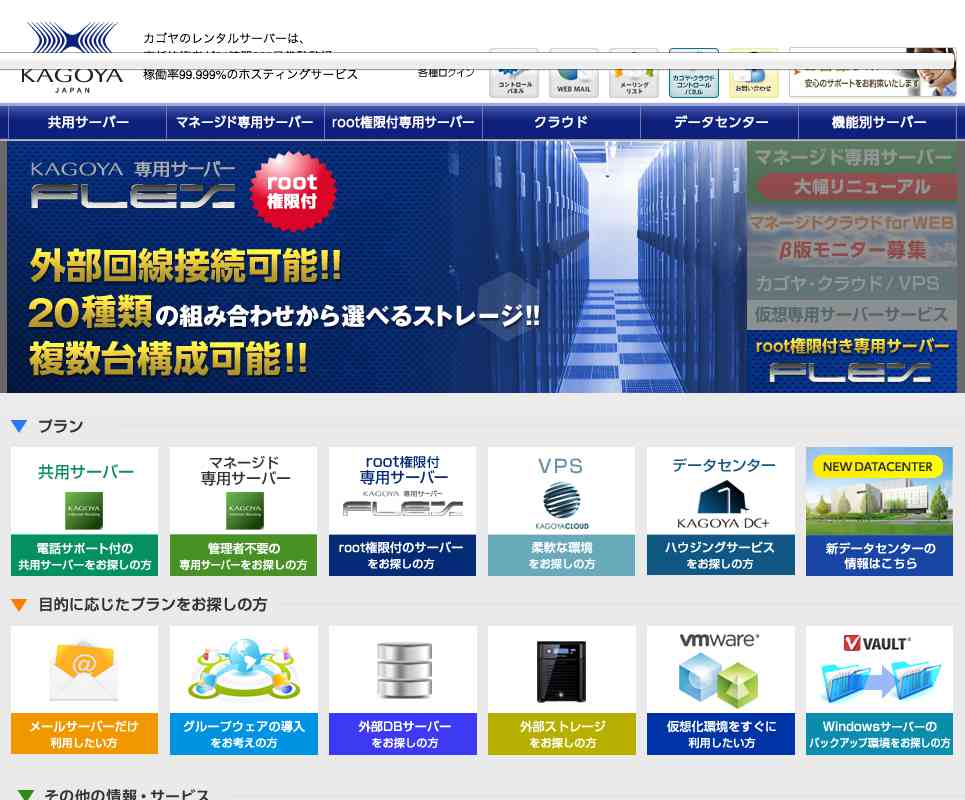 カゴヤのレンタルサーバーは、
稼働率99.999%のホスティングサービス
KAGOYA
JAPAN
各種ログイン
コントロール
パネル
WEB MAIL
メーリング
リスト
カゴヤ・クラウド
コントロール
パネル
お問い合わせ
安心のサポートをお約束いたします
共用サーバー
マネージド専用サーバー
root権限付専用サーバー
クラウド
データセンター
機能別サーバー
KAGOYA 専用サーバー
FLEX
root
権限付
外部回線接続可能!!
20種類の組み合わせから選べるストレージ!!
複数台構成可能!!
マネージド専用サーバー
大幅リニューアル
マネージドクラウドfor WEB
β版モニター募集
カゴヤ・クラウド/VPS
仮想専用サーバーサービス
root権限付き専用サーバー
FLEX
プラン
共用サーバー
KAGOYA
電話サポート付の
共用サーバーをお探しの方
マネージド
専用サーバー
KAGOYA
管理者不要の
専用サーバーをお探しの方
root権限付
専用サーバー
KAGOYA 専用サーバー
FLEX
root権限付のサーバー
をお探しの方
VPS
KAGOYACLOUD
柔軟な環境
をお探しの方
データセンター
KAGOYA DC+
ハウジングサービス
をお探しの方
NEW DATACENTER
新データセンターの
情報はこちら
目的に応じたプランをお探しの方
@
メールサーバーだけ
利用したい方
グループウェアの導入
をお考えの方
外部DBサーバー
をお探しの方
外部ストレージ
をお探しの方
vmware
仮想化環境をすぐに
利用したい方
VAULT
Windowsサーバーの
バックアップ環境をお探しの方
その他の情報・サービス